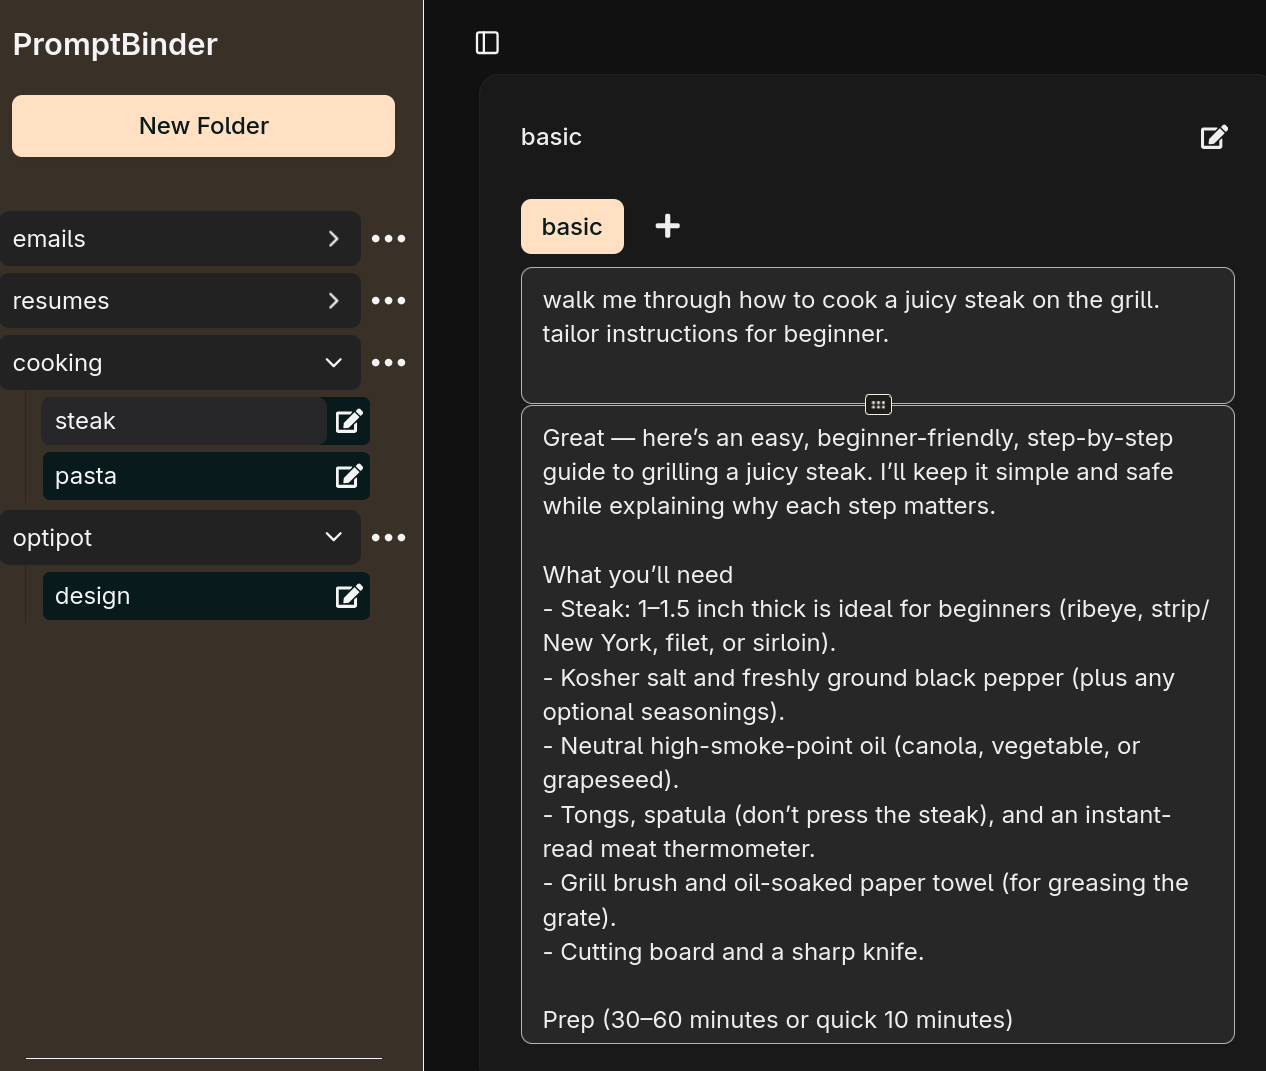 PromptBinder
New Folder
emails
resumes
cooking
steak
pasta
optipot
design
basic
basic
walk me through how to cook a juicy steak on the grill.
tailor instructions for beginner.
Great — here’s an easy, beginner-friendly, step-by-step
guide to grilling a juicy steak. I’ll keep it simple and safe
while explaining why each step matters.
What you’ll need
- Steak: 1–1.5 inch thick is ideal for beginners (ribeye, strip/
New York, filet, or sirloin).
- Kosher salt and freshly ground black pepper (plus any
optional seasonings).
- Neutral high-smoke-point oil (canola, vegetable, or
grapeseed).
- Tongs, spatula (don’t press the steak), and an instant-
read meat thermometer.
- Grill brush and oil-soaked paper towel (for greasing the
grate).
- Cutting board and a sharp knife.
Prep (30–60 minutes or quick 10 minutes)